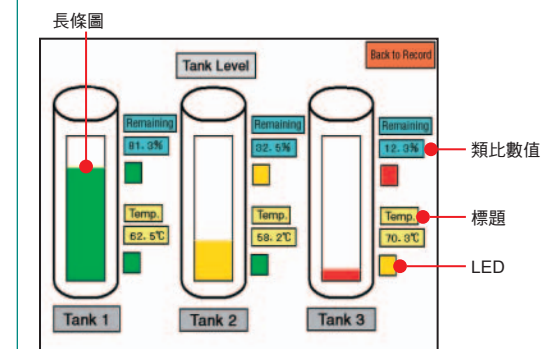 長條圖
Back to Record
Tank Level
Remaining
81.3%
Remaining
32.5%
Remaining
12.3%
類比數值
Temp.
62.5℃
Temp.
58.2℃
Temp.
70.3℃
標題
LED
Tank 1
Tank 2
Tank 3